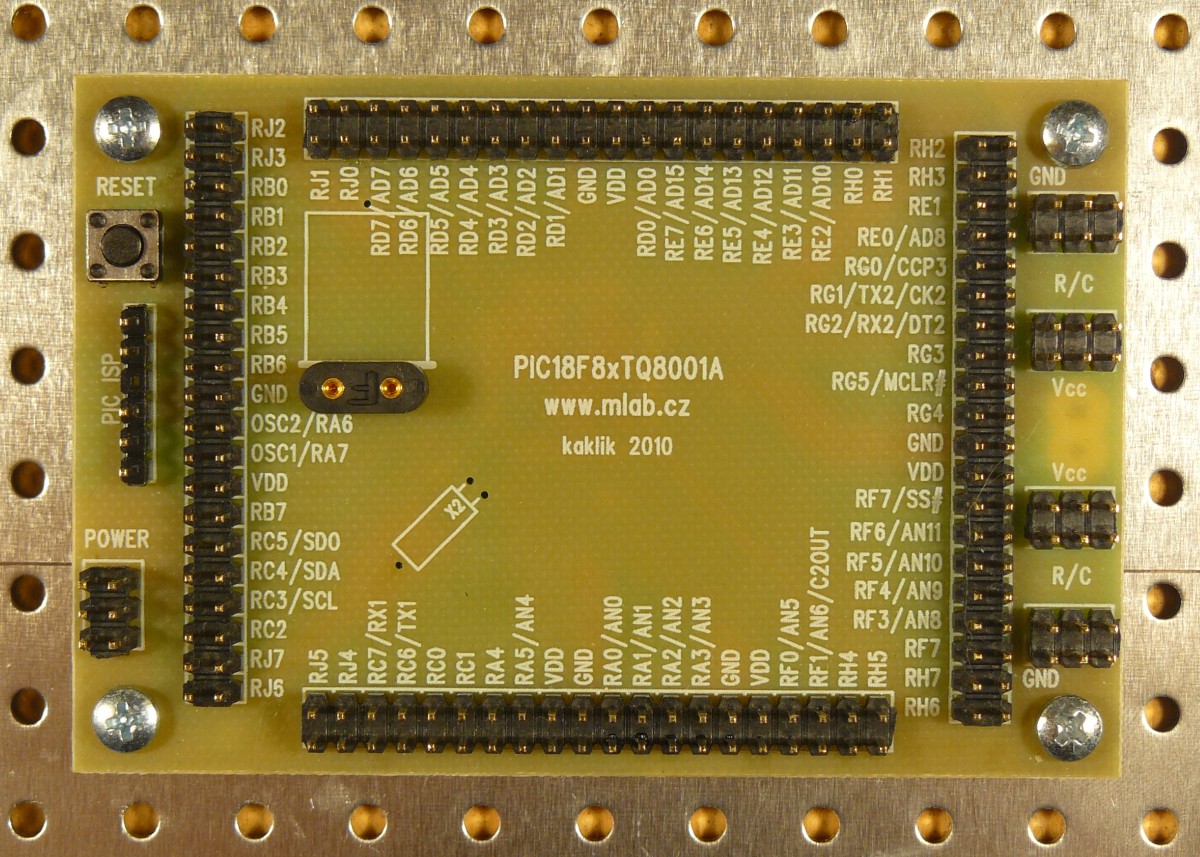 RESET
PIC ISP
POWER
RJ2
RJ3
RB0
RB1
RB2
RB3
RB4
RB5
RB6
GND
OSC2/RA6
OSC1/RA7
VDD
RB7
RC5/SDO
RC4/SDA
RC3/SCL
RC2
RJ7
RJ6
RJ1
RJ0
RD7/AD7
RD6/AD6
RD5/AD5
RD4/AD4
RD3/AD3
RD2/AD2
RD1/AD1
GND
VDD
RD0/AD0
RE7/AD15
RE6/AD14
RE5/AD13
RE4/AD12
RE3/AD11
RE2/AD10
RH0
RH1
PIC18F8xTQ8001A
www.mlab.cz
kaklik 2010
X2
RJ5
RJ4
RC7/RX1
RC6/TX1
RC0
RC1
RA4
RA5/AN4
VDD
GND
RA0/AN0
RA1/AN1
RA2/AN2
RA3/AN3
GND
VDD
RF0/AN5
RF1/AN6/C2OUT
RH4
RH5
RH2
RH3
RE1
RE0/AD8
RG0/CCP3
RG1/TX2/CK2
RG2/RX2/DT2
RG3
RG5/MCLR#
RG4
GND
VDD
RF7/SS#
RF6/AN11
RF5/AN10
RF4/AN9
RF3/AN8
RF7
RH7
RH6
GND
R/C
Vcc
Vcc
R/C
GND